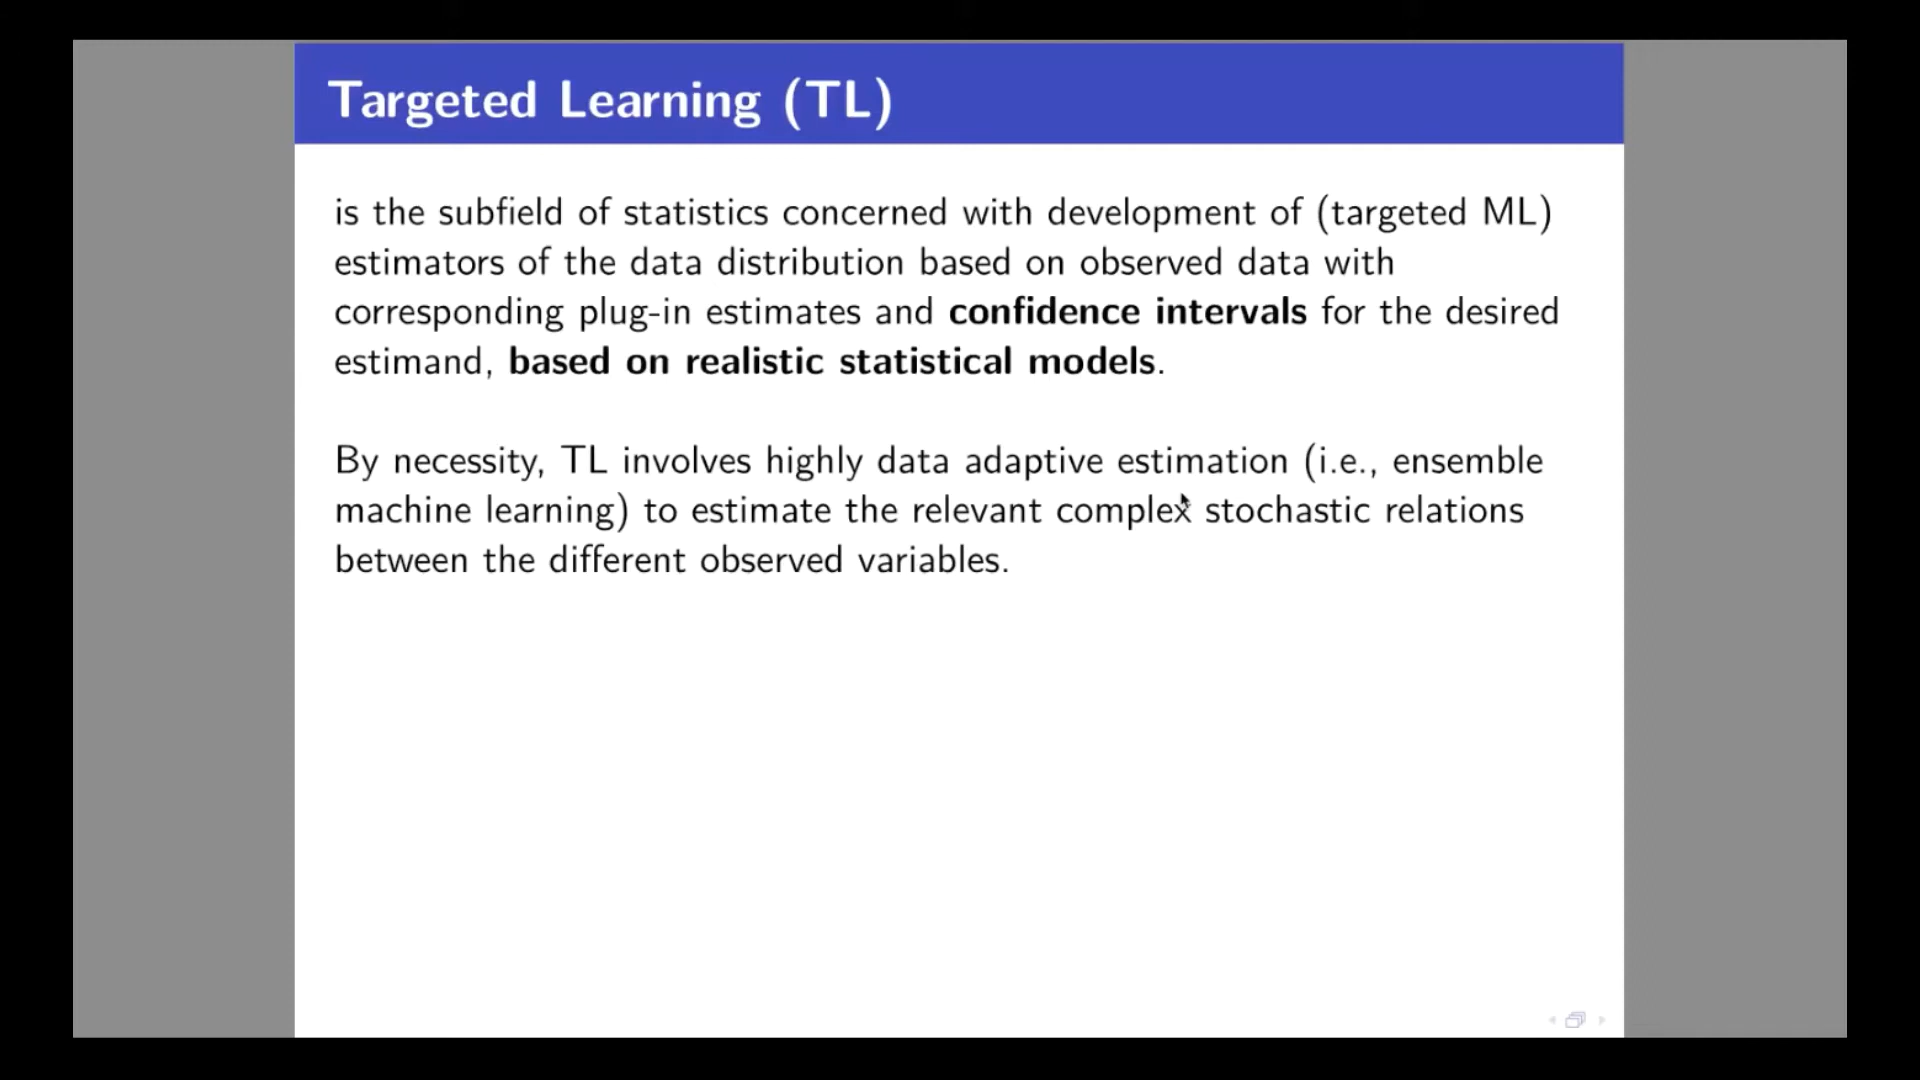 Targeted Learning (TL)
is the subfield of statistics concerned with development of (targeted ML)
estimators of the data distribution based on observed data with
corresponding plug-in estimates and confidence intervals for the desired
estimand, based on realistic statistical models.
By necessity, TL involves highly data adaptive estimation (i.e., ensemble
machine learning) to estimate the relevant complex stochastic relations
between the different observed variables.